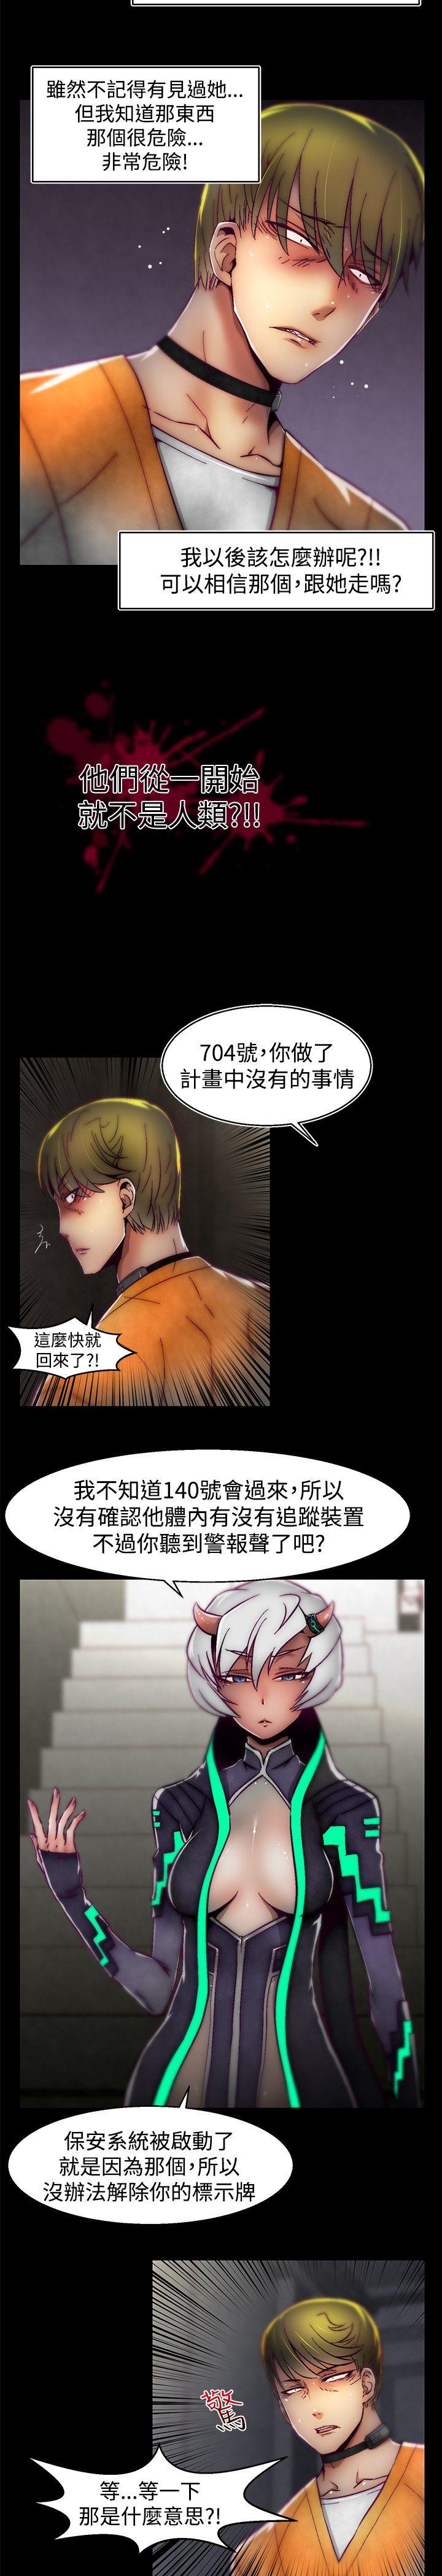 雖然不記得有見過她...
但我知道那東西
那個很危險...
非常危險!
我以後該怎麼辦呢?!!
可以相信那個,跟她走嗎?
他們從一開始
就不是人類?!!
704號,你做了
計畫中沒有的事情
這麼快就
回來了?!
我不知道140號會過來,所以
沒有確認他體內有沒有追蹤裝置
不過你聽到警報聲了吧?
保安系統被啟動了
就是因為那個,所以
沒辦法解除你的標示牌
驚
等...等一下
那是什麼意思?!